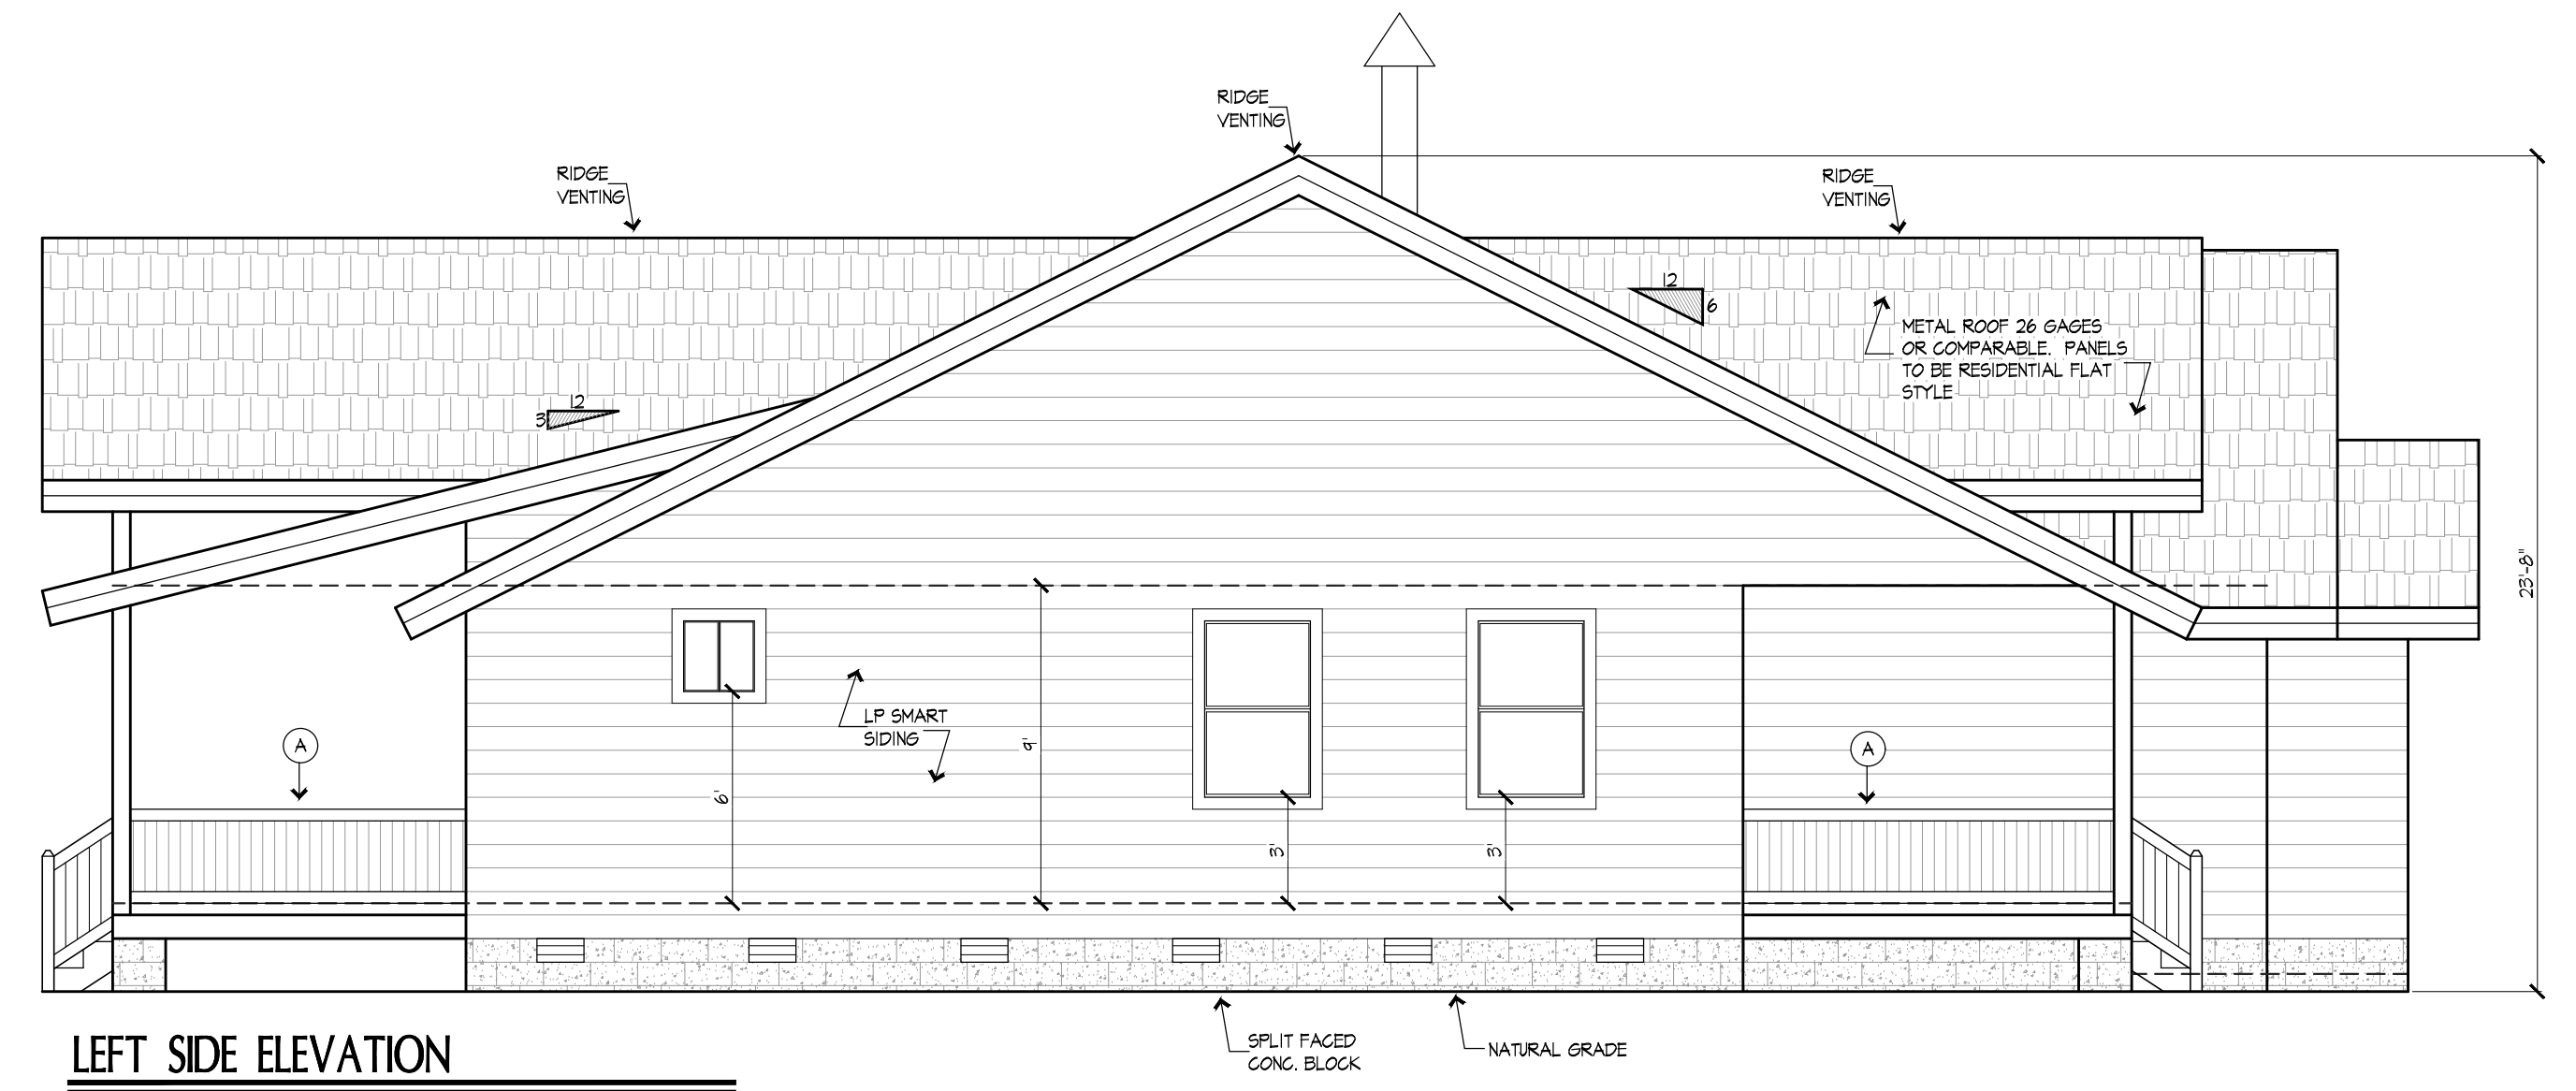 RIDGE
VENTING
RIDGE
VENTING
RIDGE
VENTING
12
6
METAL ROOF 26 GAGES
OR COMPARABLE. PANELS
TO BE RESIDENTIAL FLAT
STYLE
12
3
23'-8"
LP SMART
SIDING
A
A
6'
9'
3'
3'
SPLIT FACED
CONC. BLOCK
NATURAL GRADE
LEFT SIDE ELEVATION